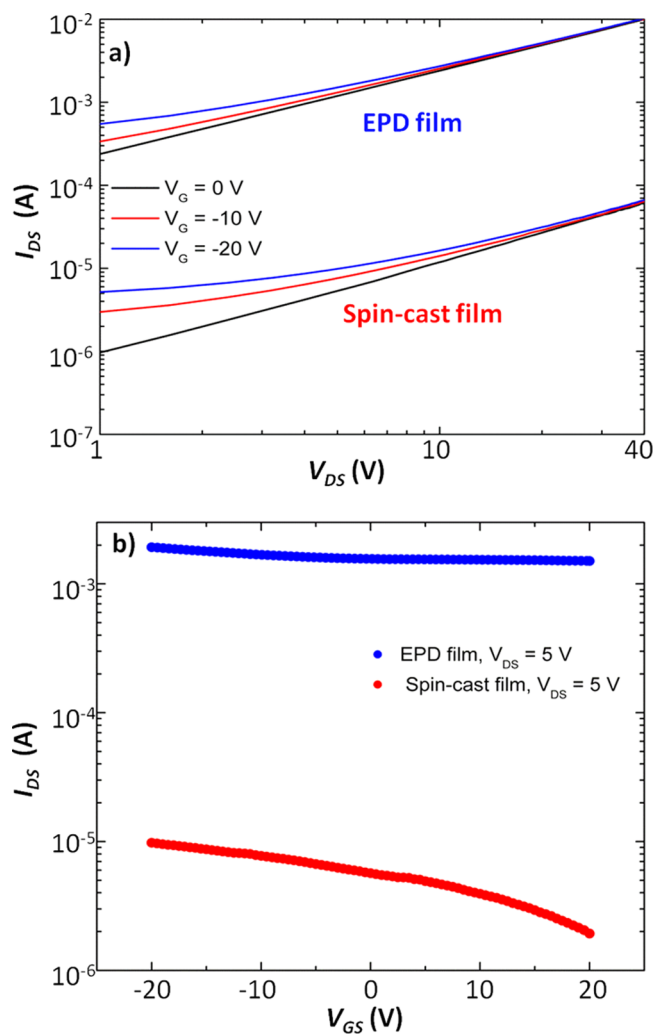 a)
10⁻²
10⁻³
10⁻⁴
10⁻⁵
10⁻⁶
10⁻⁷
I_DS (A)
EPD film
V_G = 0 V
V_G = -10 V
V_G = -20 V
Spin-cast film
1 10 40
V_DS (V)
b)
10⁻³
10⁻⁴
10⁻⁵
10⁻⁶
I_DS (A)
EPD film, V_DS = 5 V
Spin-cast film, V_DS = 5 V
-20 -10 0 10 20
V_GS (V)